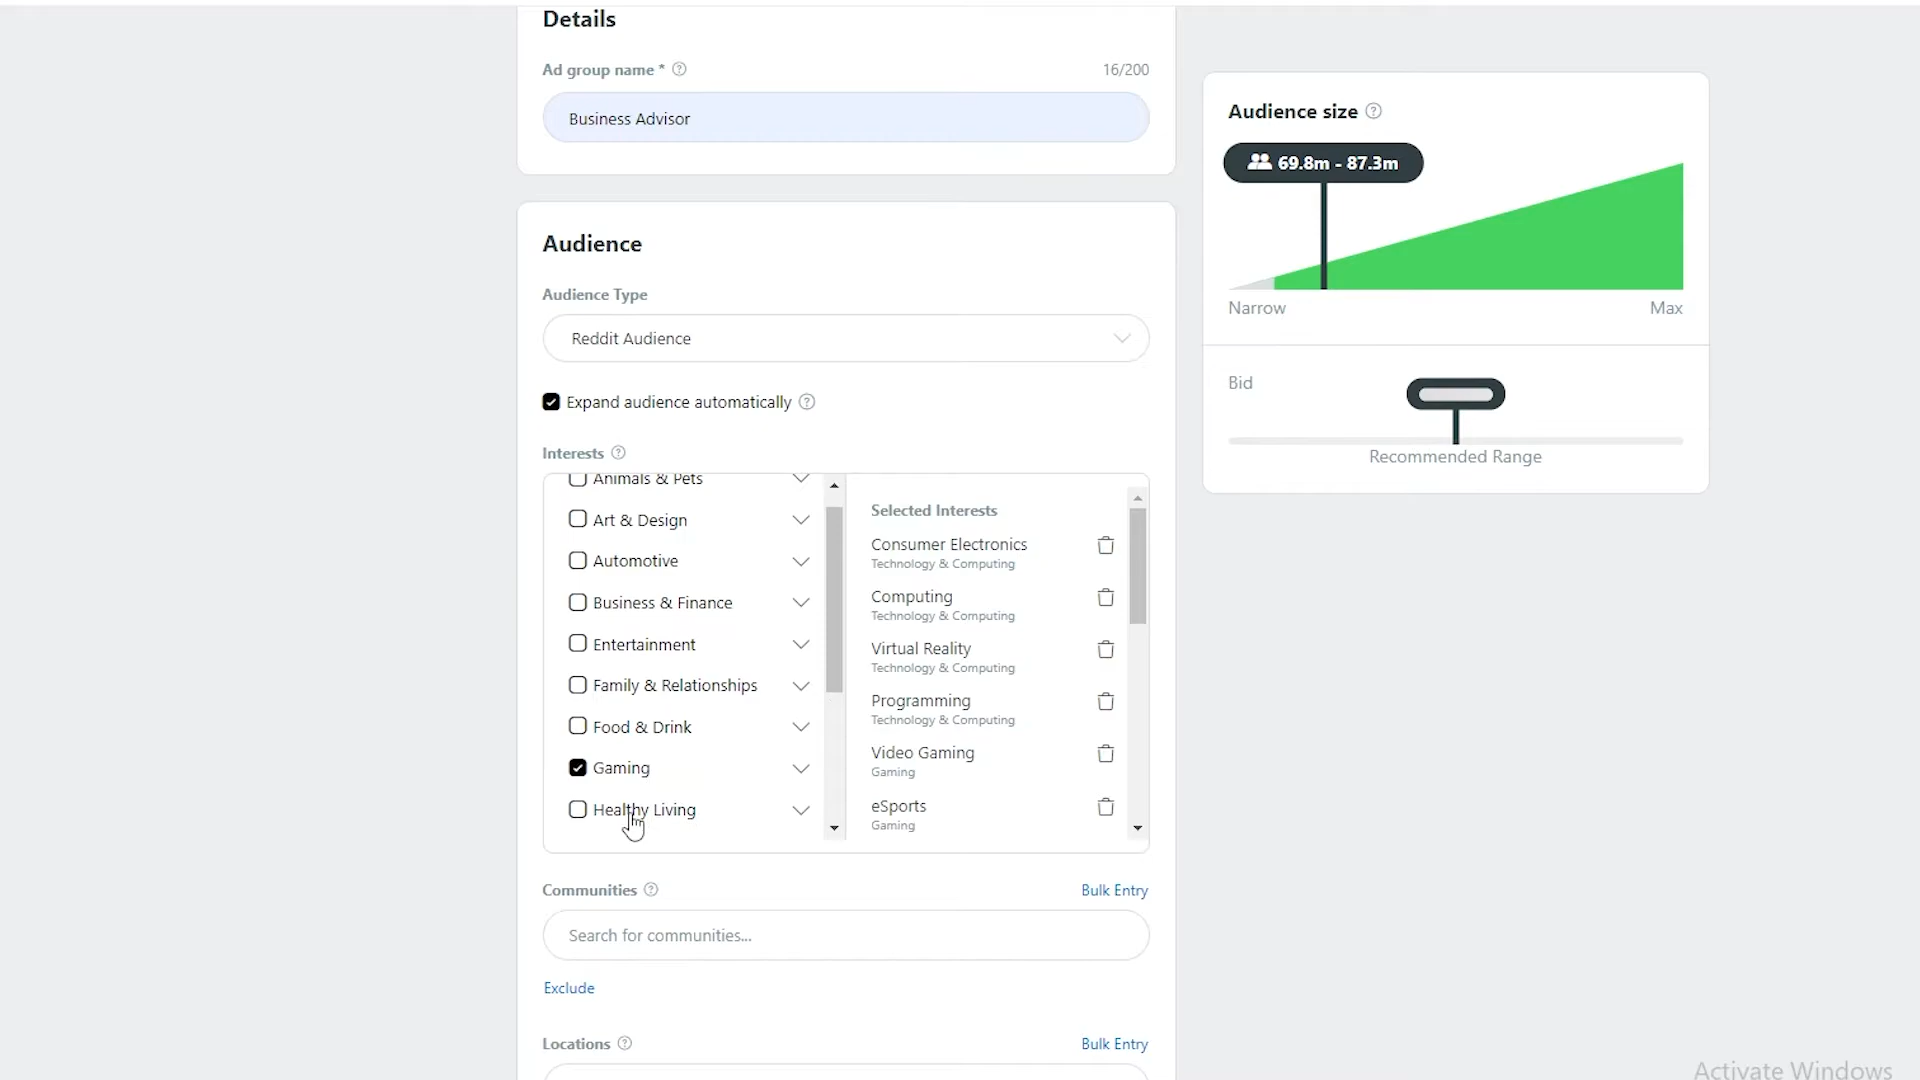 Details
Ad group name *
16/200
Business Advisor
Audience
Audience Type
Reddit Audience
Expand audience automatically
Interests
Animals & Pets
Art & Design
Automotive
Business & Finance
Entertainment
Family & Relationships
Food & Drink
Gaming
Healthy Living
Selected Interests
Consumer Electronics
Technology & Computing
Computing
Technology & Computing
Virtual Reality
Technology & Computing
Programming
Technology & Computing
Video Gaming
Gaming
eSports
Gaming
Communities
Bulk Entry
Search for communities...
Exclude
Locations
Bulk Entry
Audience size
69.8m - 87.3m
Narrow
Max
Bid
Recommended Range
Activate Windows